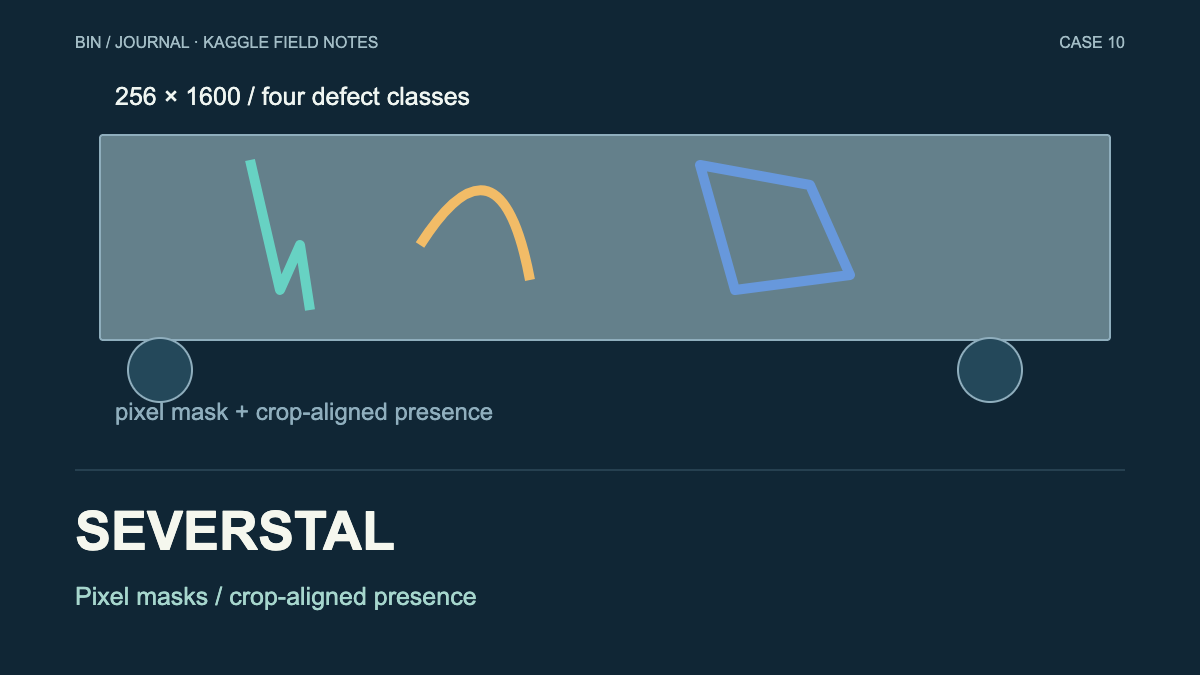 BIN / JOURNAL · KAGGLE FIELD NOTES
CASE 10
256 × 1600 / four defect classes
pixel mask + crop-aligned presence
SEVERSTAL
Pixel masks / crop-aligned presence